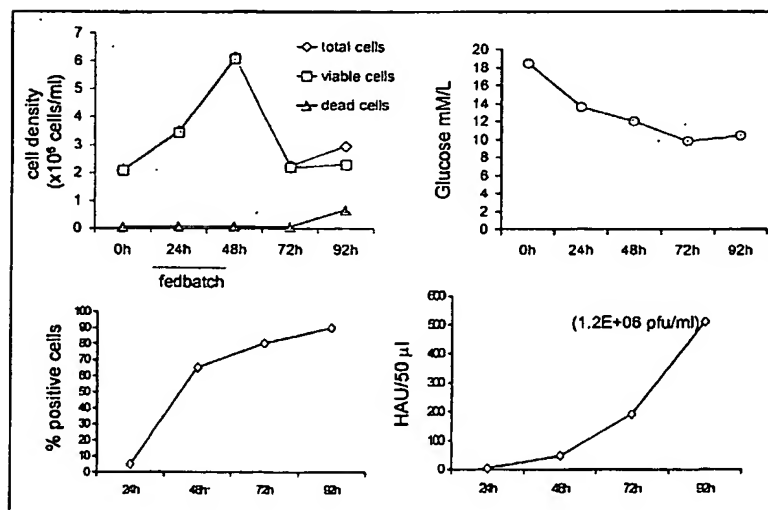 7
6
5
4
3
2
1
0
cell density
(x10⁶ cells/ml)
total cells
viable cells
dead cells
0h 24h 48h 72h 92h
fedbatch
20
18
16
14
12
10
8
6
4
2
0
Glucose mM/L
0h 24h 48h 72h 92h
100
90
80
70
60
50
40
30
20
10
0
% positive cells
24h 48h 72h 92h
600
500
400
300
200
100
0
HAU/50 µl
(1.2E+08 pfu/ml)
24h 48h 72h 92h